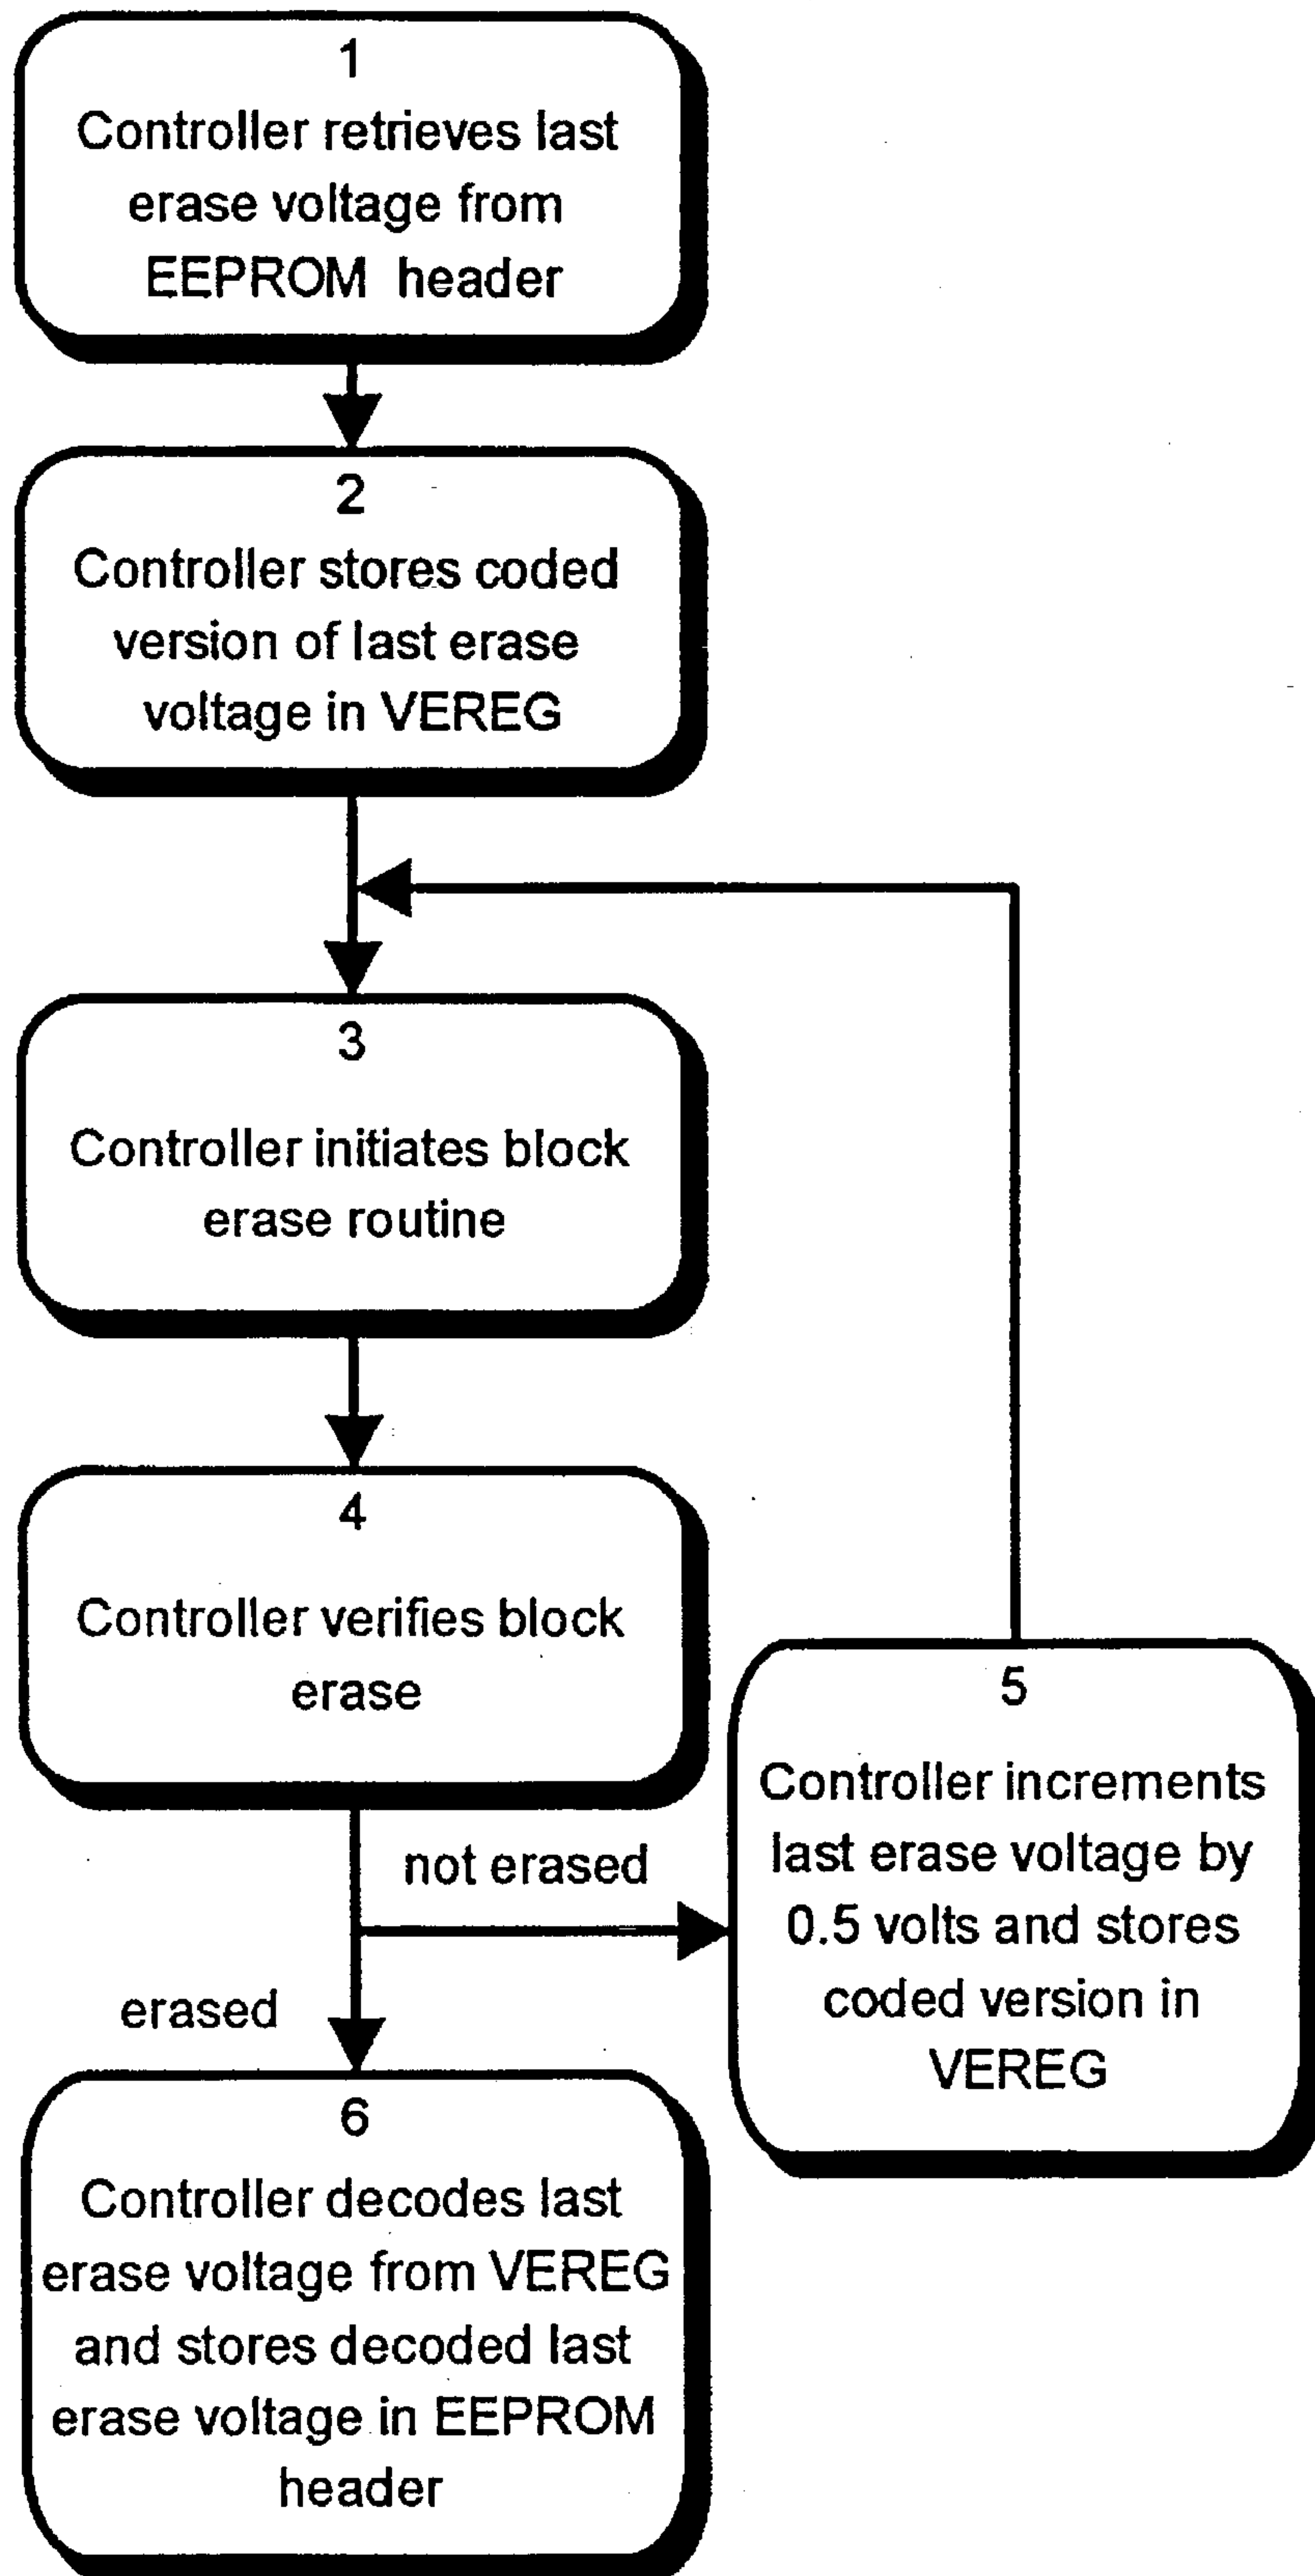 1
Controller retrieves last
erase voltage from
EEPROM header
2
Controller stores coded
version of last erase
voltage in VEREG
3
Controller initiates block
erase routine
4
Controller verifies block
erase
not erased
erased
5
Controller increments
last erase voltage by
0.5 volts and stores
coded version in
VEREG
6
Controller decodes last
erase voltage from VEREG
and stores decoded last
erase voltage in EEPROM
header